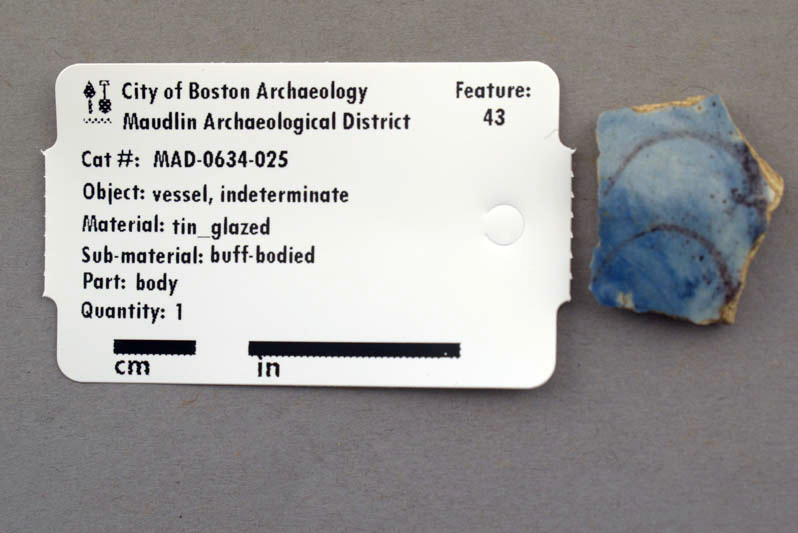 City of Boston Archaeology
Maudlin Archaeological District
Feature:
43
Cat #: MAD-0634-025
Object: vessel, indeterminate
Material: tin_glazed
Sub-material: buff-bodied
Part: body
Quantity: 1
cm in